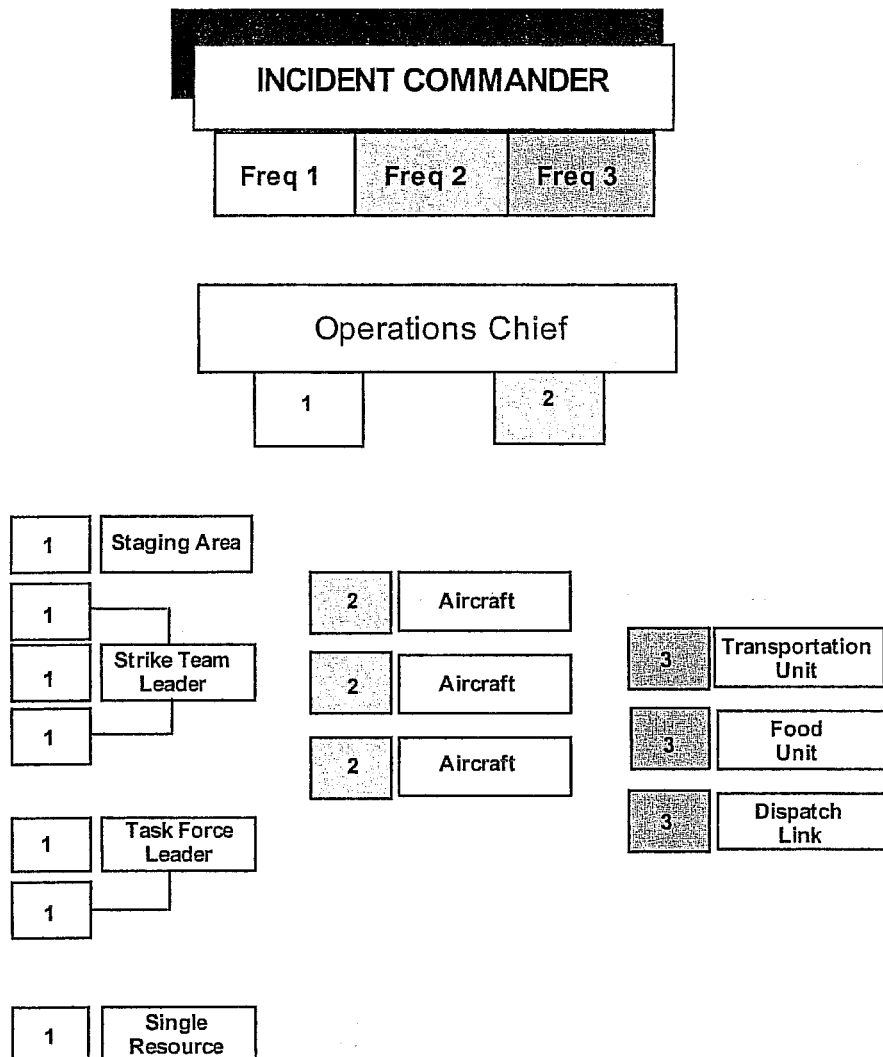 INCIDENT COMMANDER
Freq 1 Freq 2 Freq 3
Operations Chief
1 2
1 Staging Area
1
1 Strike Team
Leader
1
1 Task Force
Leader
1
1 Single
Resource
2 Aircraft
2 Aircraft
2 Aircraft
3 Transportation
Unit
3 Food
Unit
3 Dispatch
Link